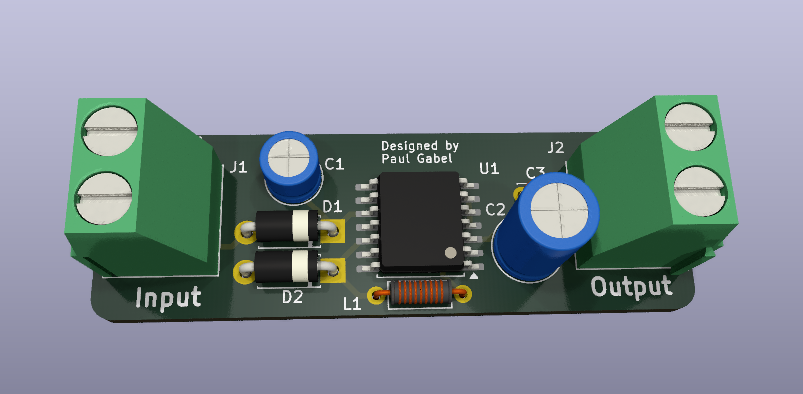 Designed by
Paul Gabel
J1
C1
U1
J2
C3
D1
C2
D2
L1
Input
Output